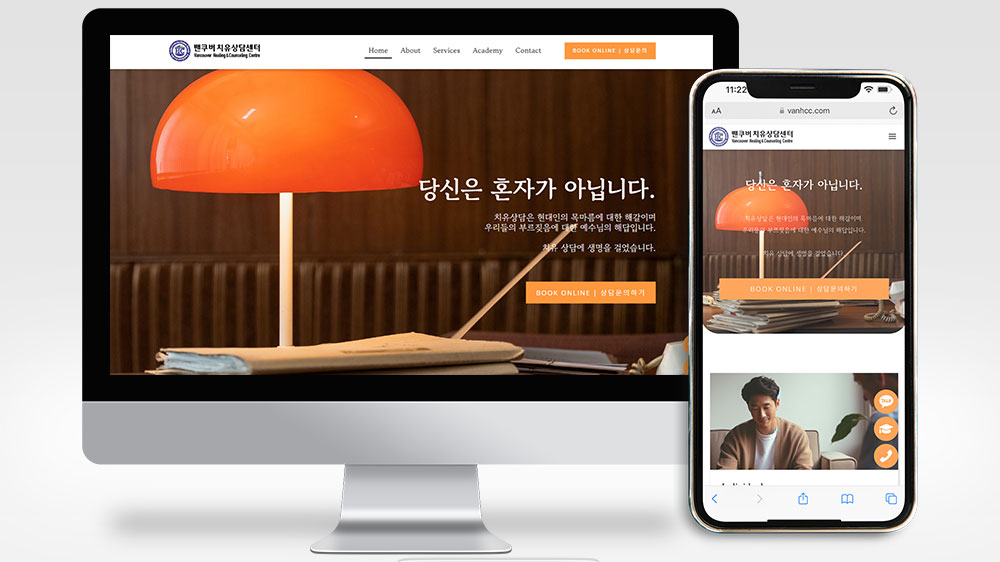 밴쿠버 치유상담센터
Vancouver Healing & Counseling Centre
Home About Services Academy Contact
BOOK ONLINE | 상담문의
당신은 혼자가 아닙니다.
치유상담은 현대인의 목마름에 대한 해갈이며
우리들의 부르짖음에 대한 예수님의 해답입니다.
치유 상담에 생명을 걸었습니다.
BOOK ONLINE | 상담문의하기
11:22
AA vanhcc.com
밴쿠버 치유상담센터
Vancouver Healing & Counseling Centre
당신은 혼자가 아닙니다.
치유상담은 현대인의 목마름에 대한 해갈이며
우리들의 부르짖음에 대한 예수님의 해답입니다.
치유 상담에 생명을 걸었습니다.
BOOK ONLINE | 상담문의하기
TALK